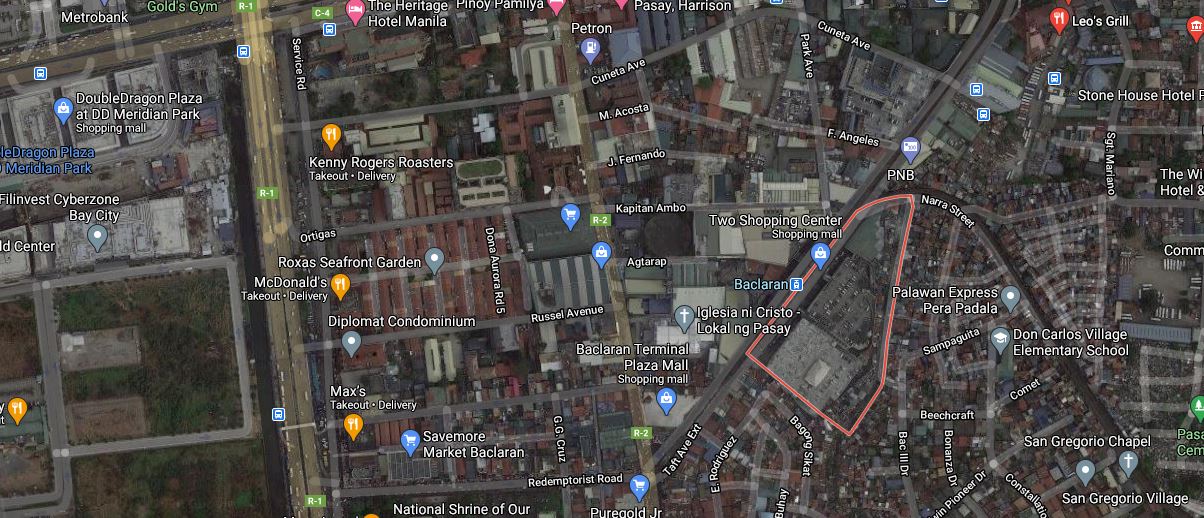 Gold's Gym
Metrobank
R-1
C-4
The Heritage
Hotel Manila
Pinoy Pamilya
Pasay, Harrison
Petron
Cuneta Ave
Park Ave
Cuneta Ave
Leo's Grill
Service Rd
DoubleDragon Plaza
at DD Meridian Park
Shopping mall
M. Acosta
F. Angeles
Stone House Hotel
Kenny Rogers Roasters
Takeout • Delivery
J. Fernando
PNB
Sgt. Mariano
Meridian Park
R-1
Filinvest Cyberzone
Bay City
Ortigas
R-2
Kapitan Ambo
Two Shopping Center
Shopping mall
Narra Street
Roxas Seafront Garden
Dona Aurora Rd
5
Agtarap
McDonald's
Takeout • Delivery
Baclaran
Palawan Express
Pera Padala
Diplomat Condominium
Russel Avenue
Iglesia ni Cristo -
Lokal ng Pasay
Sampaguita
Don Carlos Village
Elementary School
Baclaran Terminal
Plaza Mall
Shopping mall
Max's
Takeout • Delivery
Comet
Beechcraft
Savemore
Market Baclaran
G.G. Cruz
R-2
Taft Ave Ext
E. Rodriguez
Bagong Sikat
Bac III Dr
Bonanza Dr
San Gregorio Chapel
Redemptorist Road
R-1
National Shrine of Our
Puregold Jr
San Gregorio Village